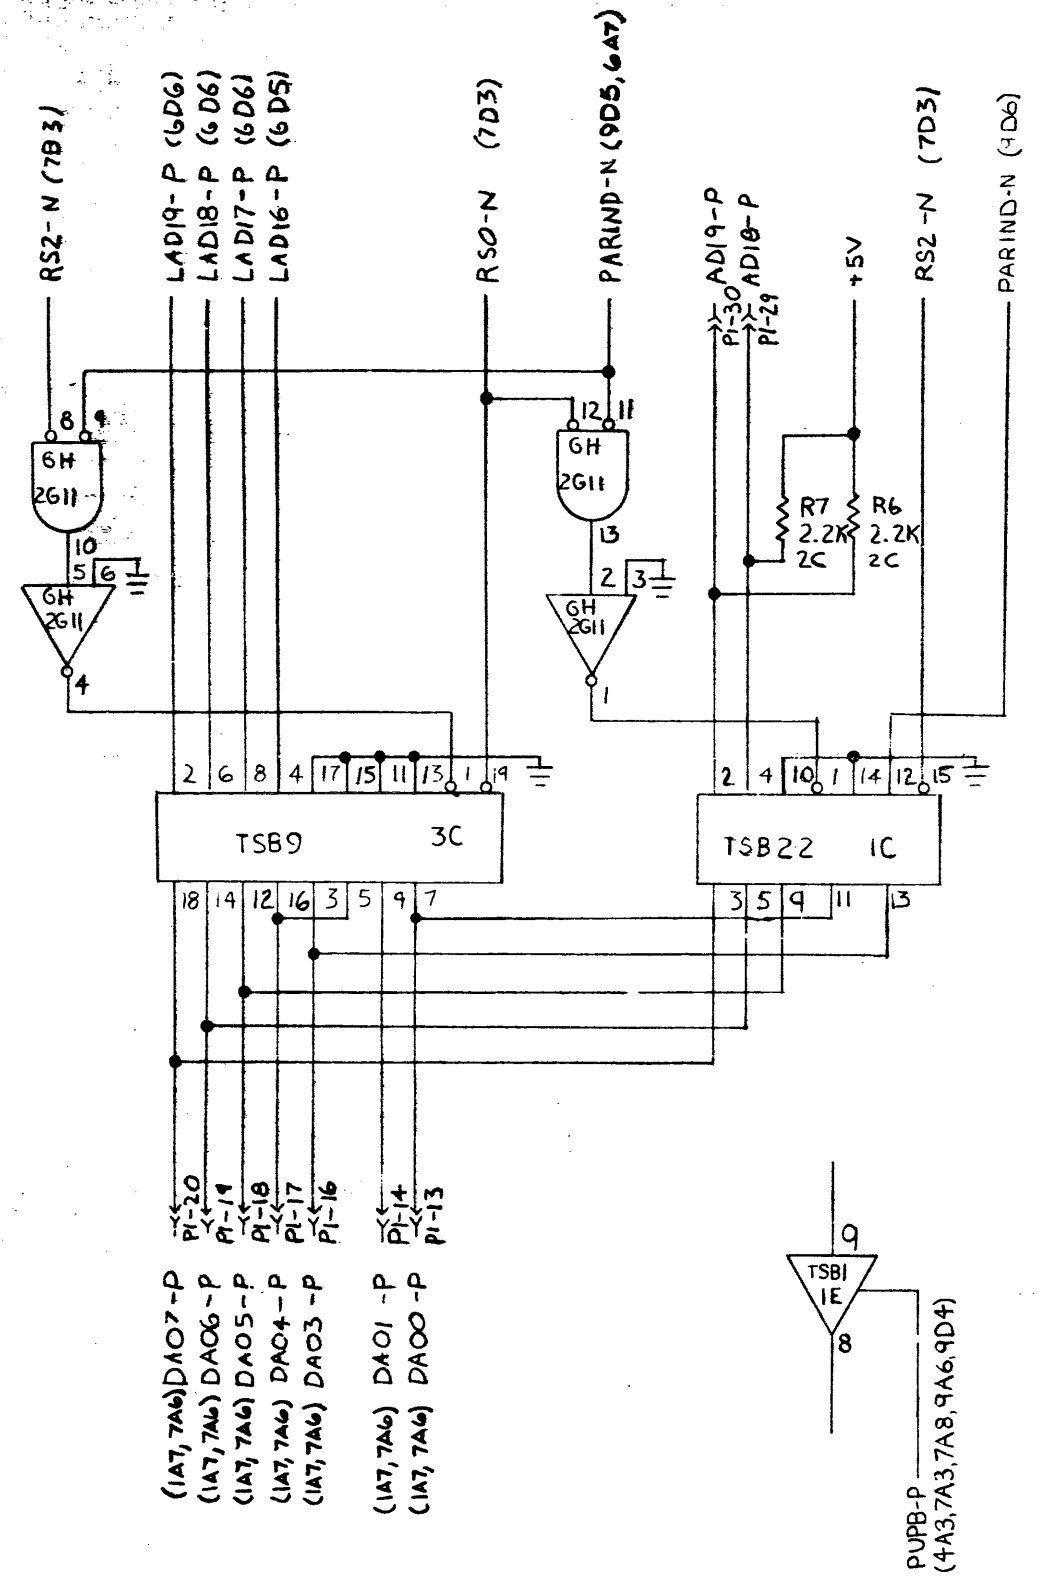 RS2-N (7B3)
LAD19-P (6D6)
LAD18-P (6D6)
LAD17-P (6D6)
LAD16-P (6D5)
RS0-N (7D3)
PARIND-N (9D5, 6A7)
AD19-P
P1-30
AD18-P
P1-29
+5V
RS2-N (7D3)
PARIND-N (9D6)
8 9
6H
2G11
10
5 6
6H
2G11
4
12 11
6H
2G11
13
2 3
6H
2G11
1
R7
2.2K
2C
R6
2.2K
2C
2 6 8 4 17 15 11 13 1 19
TSB9 3C
18 14 12 16 3 5 9 7
2 4 10 1 14 12 15
TSB22 1C
3 5 9 11 13
P1-20
P1-19
P1-18
P1-17
P1-16
P1-14
P1-13
(1A7, 7A6) DA07-P
(1A7, 7A6) DA06-P
(1A7, 7A6) DA05-P
(1A7, 7A6) DA04-P
(1A7, 7A6) DA03-P
(1A7, 7A6) DA01-P
(1A7, 7A6) DA00-P
9
TSB1
1E
8
PUPB-P
(4A3, 7A3, 7A8, 9A6, 9D4)